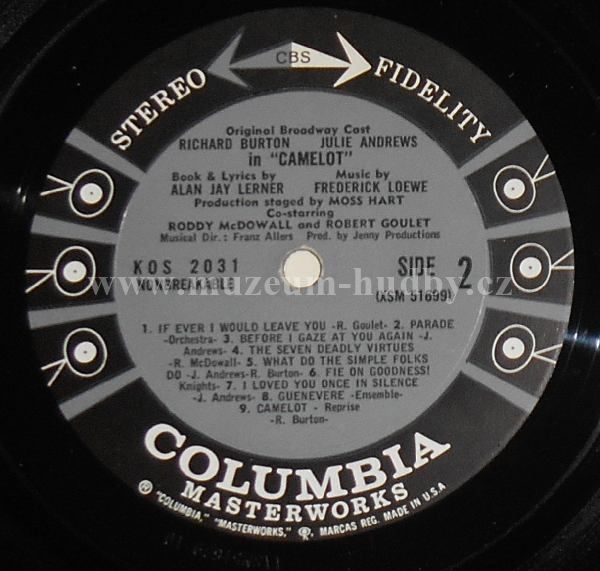 CBS
STEREO FIDELITY
Original Broadway Cast
RICHARD BURTON JULIE ANDREWS
in "CAMELOT"
Book & Lyrics by Music by
ALAN JAY LERNER FREDERICK LOEWE
Production staged by MOSS HART
Co-starring
RODDY McDOWALL and ROBERT GOULET
Musical Dir.: Franz Allers Prod. by Jenny Productions
KOS 2031 SIDE 2
NONBREAKABLE (XSM 51699)
www.muzeum-hudby.cz
1. IF EVER I WOULD LEAVE YOU -R. Goulet- 2. PARADE
-Orchestra- 3. BEFORE I GAZE AT YOU AGAIN -J.
Andrews- 4. THE SEVEN DEADLY VIRTUES
-R. McDowall- 5. WHAT DO THE SIMPLE FOLKS
DO -J. Andrews-R. Burton- 6. FIE ON GOODNESS!
Knights- 7. I LOVED YOU ONCE IN SILENCE
-J. Andrews- 8. GUENEVERE -Ensemble-
9. CAMELOT - Reprise
-R. Burton-
COLUMBIA
MASTERWORKS
® "COLUMBIA," "MASTERWORKS," MARCAS REG. MADE IN U.S.A